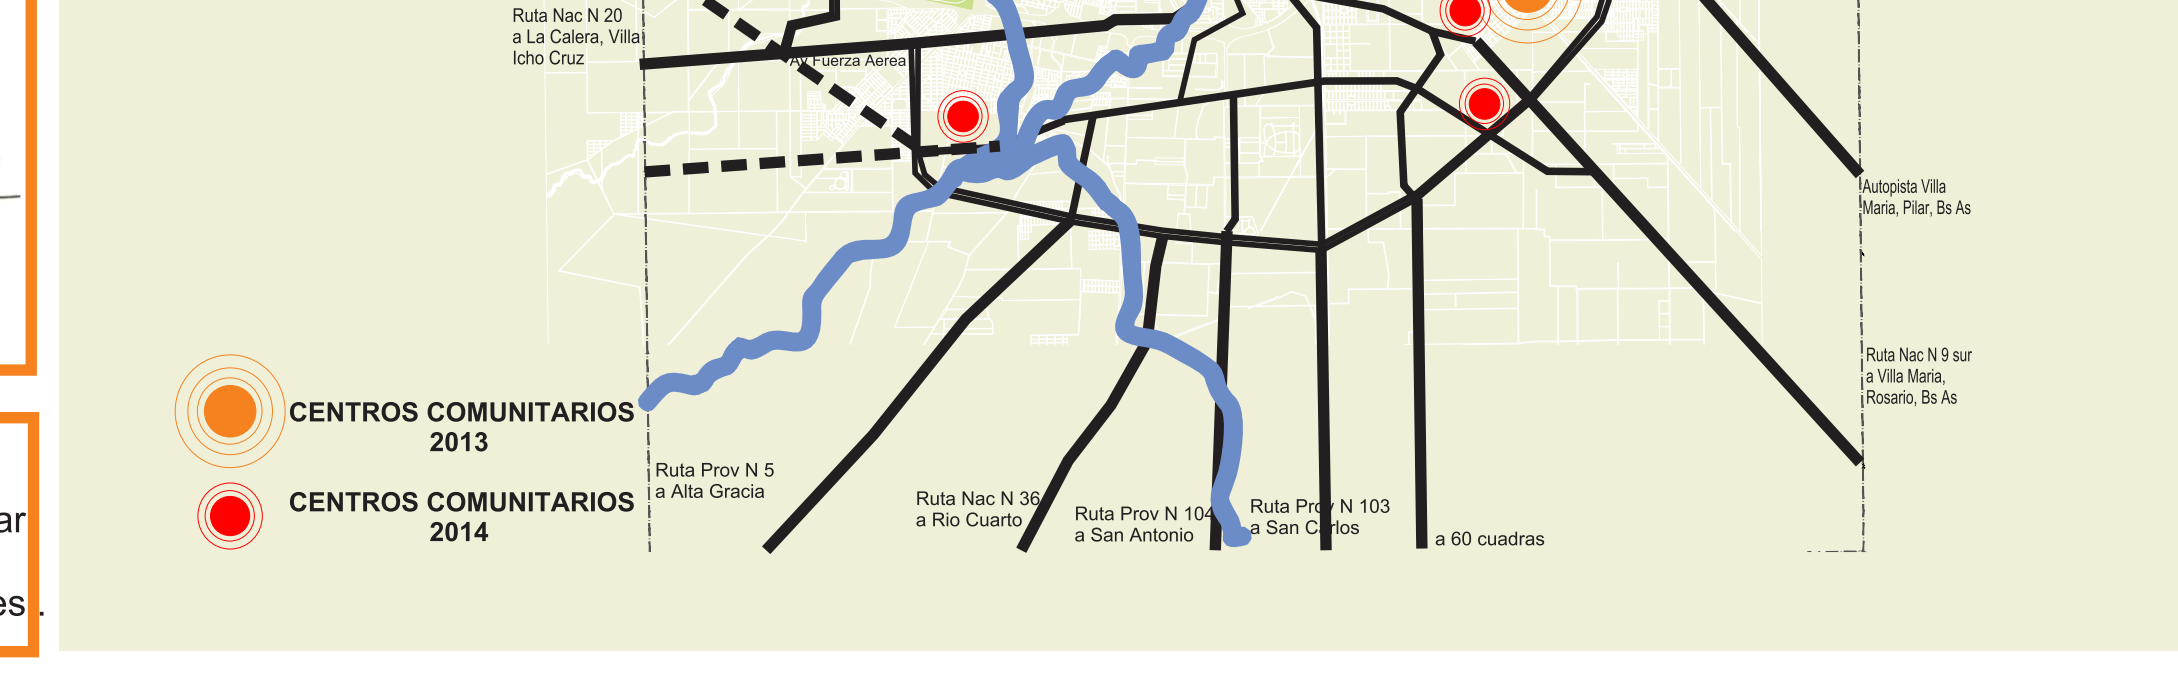 Ruta Nac N 20
a La Calera, Villa
Icho Cruz
Av Fuerza Aerea
Autopista Villa
Maria, Pilar, Bs As
Ruta Nac N 9 sur
a Villa Maria,
Rosario, Bs As
CENTROS COMUNITARIOS
2013
CENTROS COMUNITARIOS
2014
Ruta Prov N 5
a Alta Gracia
Ruta Nac N 36
a Rio Cuarto
Ruta Prov N 104
a San Antonio
Ruta Prov N 103
a San Carlos
a 60 cuadras
ar
es .